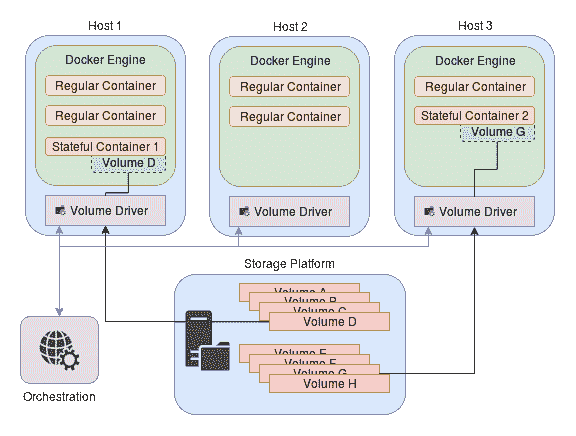 Host 1
Host 2
Host 3
Docker Engine
Docker Engine
Docker Engine
Regular Container
Regular Container
Regular Container
Regular Container
Regular Container
Stateful Container 2
Stateful Container 1
Volume D
Volume G
Volume Driver
Volume Driver
Volume Driver
Storage Platform
Volume A
Volume B
Volume C
Volume D
Volume E
Volume F
Volume G
Volume H
Orchestration